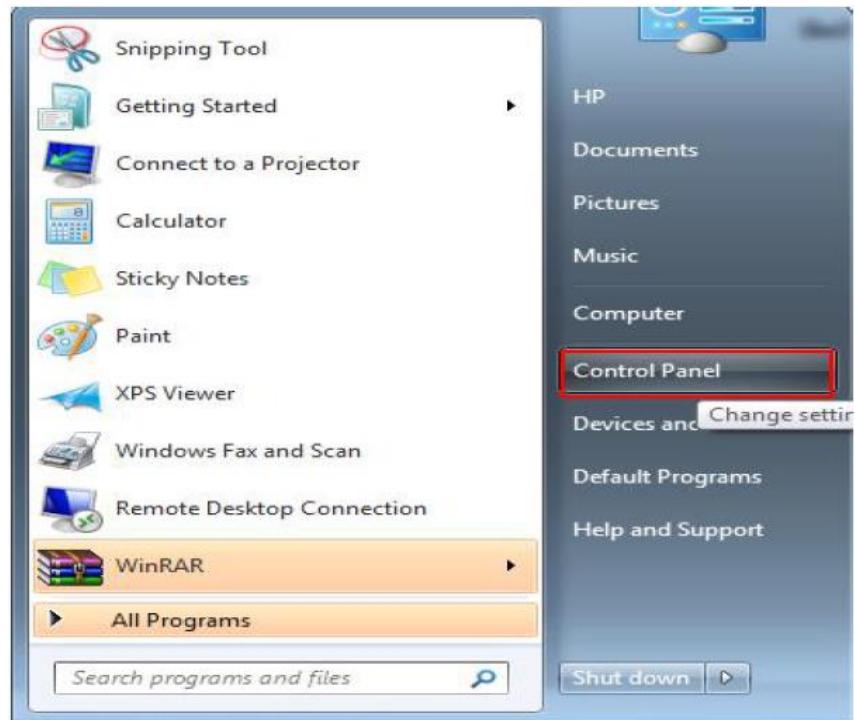 Snipping Tool
Getting Started
Connect to a Projector
Calculator
Sticky Notes
Paint
XPS Viewer
Windows Fax and Scan
Remote Desktop Connection
WinRAR
All Programs
Search programs and files
HP
Documents
Pictures
Music
Computer
Control Panel
Change settin
Devices and
Default Programs
Help and Support
Shut down